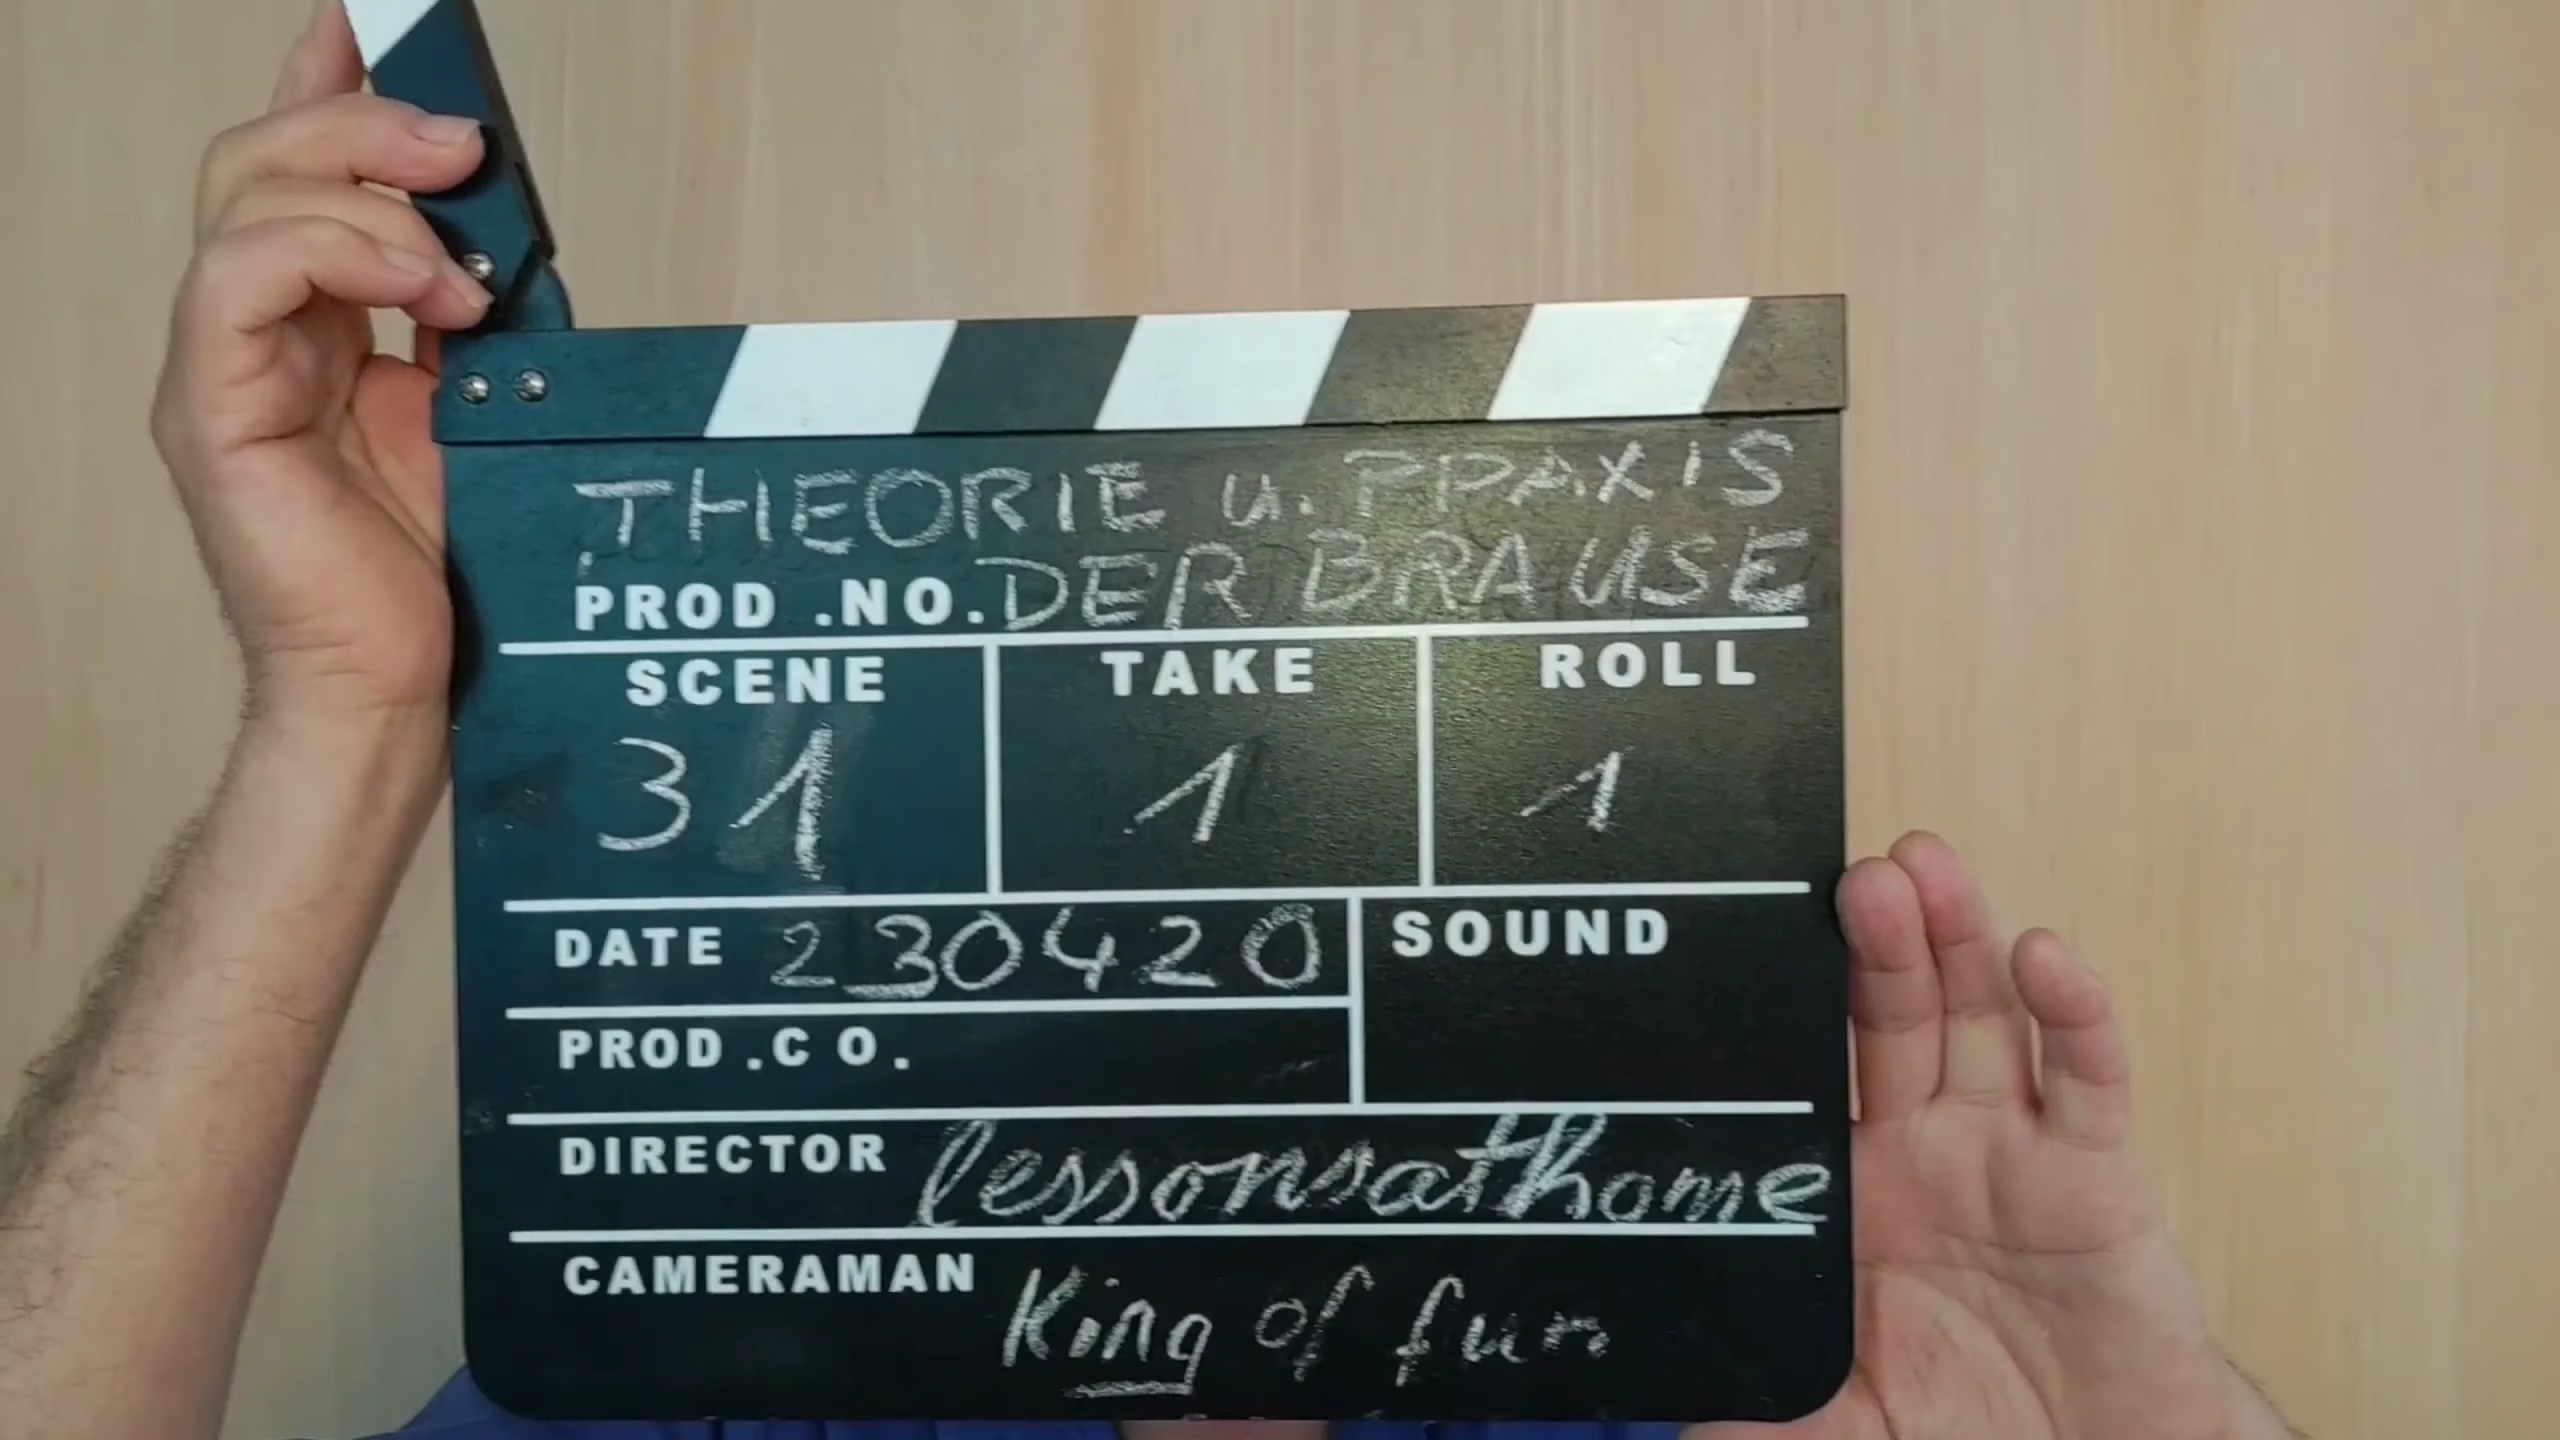 THEORIE u. PRAXIS
PROD .NO. DER BRAUSE
SCENE TAKE ROLL
31 1 1
DATE 230420 SOUND
PROD .CO.
DIRECTOR lessonsathome
CAMERAMAN King of fun